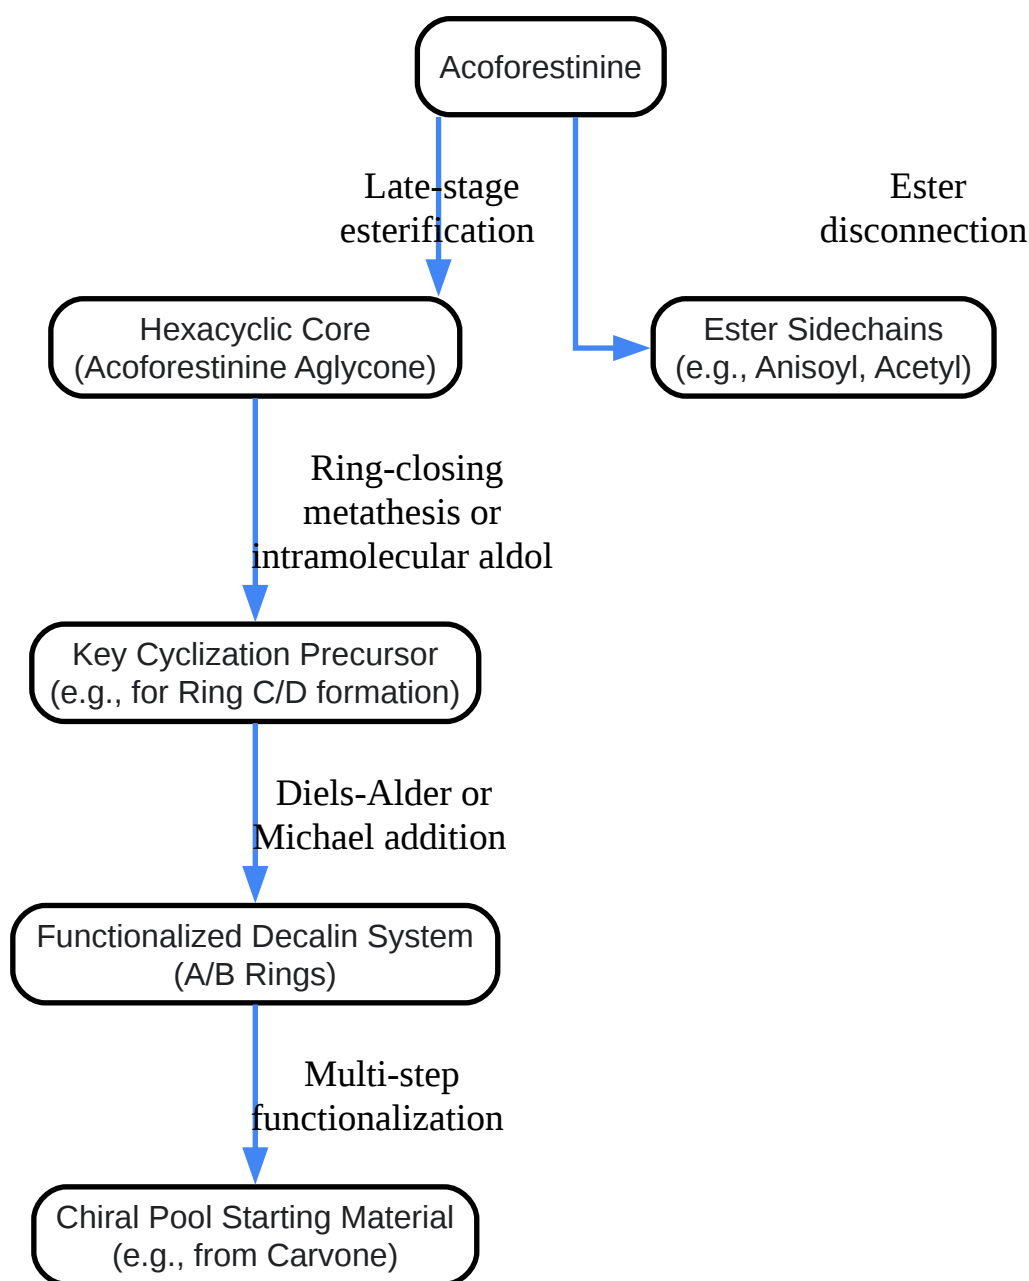 Acoforestinine
Late-stage
esterification
Ester
disconnection
Hexacyclic Core
(Acoforestinine Aglycone)
Ester Sidechains
(e.g., Anisoyl, Acetyl)
Ring-closing
metathesis or
intramolecular aldol
Key Cyclization Precursor
(e.g., for Ring C/D formation)
Diels-Alder or
Michael addition
Functionalized Decalin System
(A/B Rings)
Multi-step
functionalization
Chiral Pool Starting Material
(e.g., from Carvone)